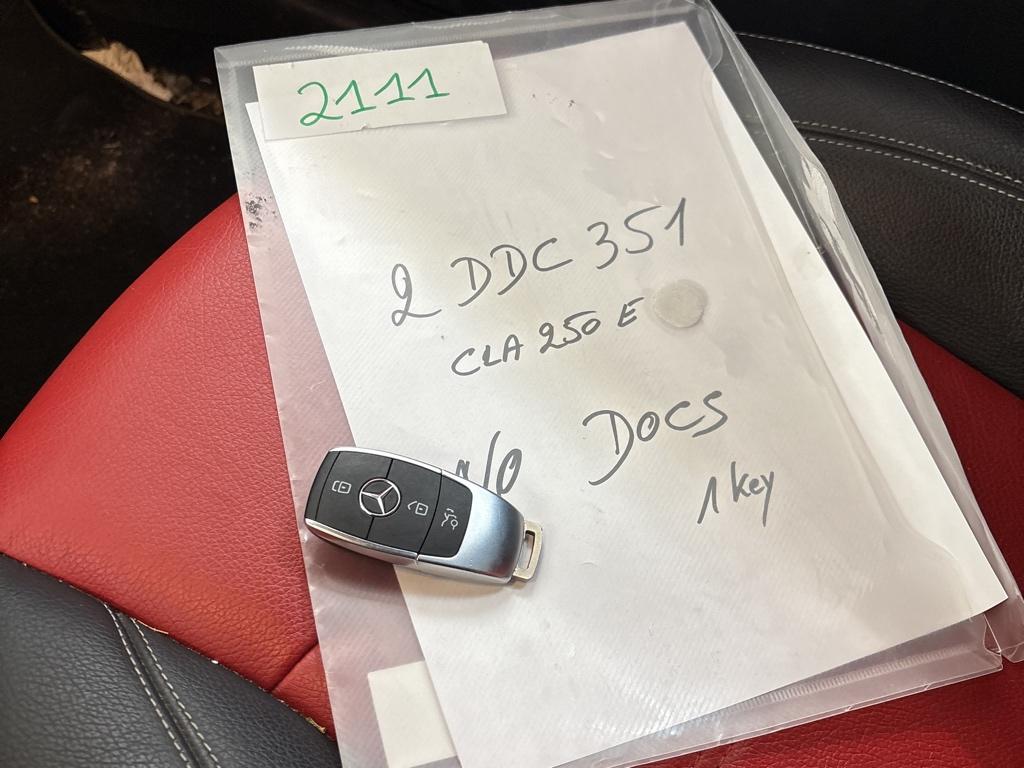 2111
2 DDC 351
CLA 250 E
No DOCS
1 key